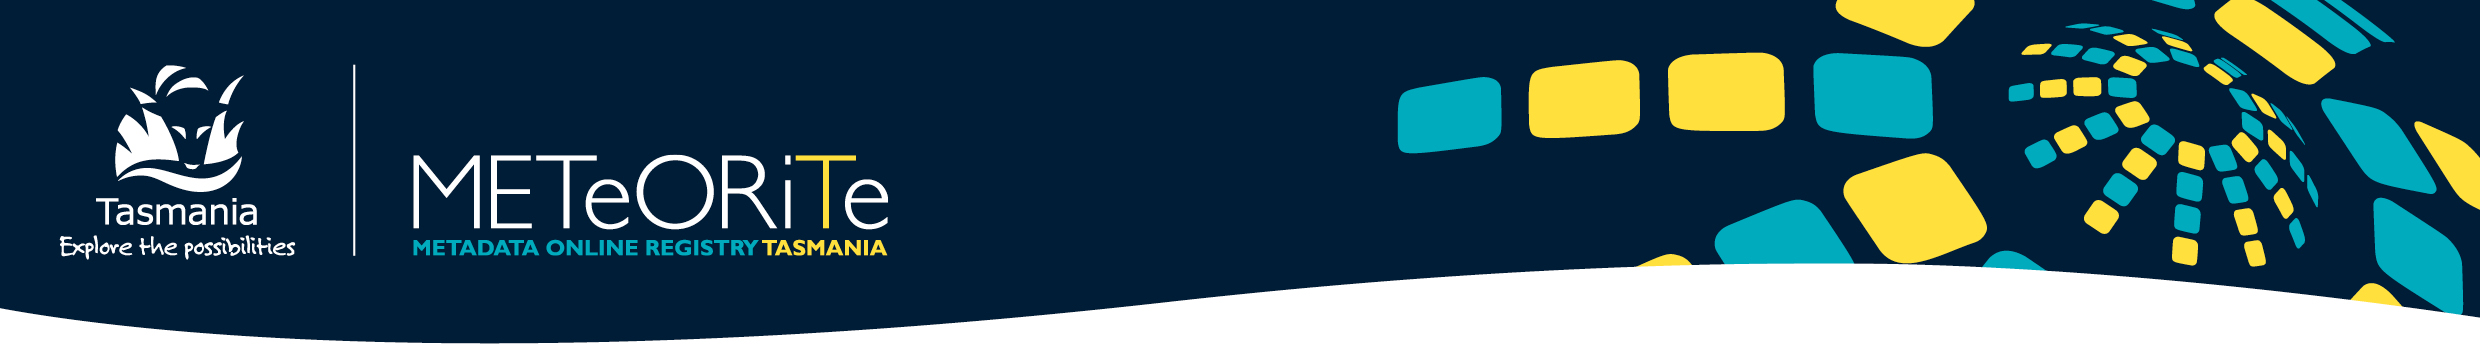 Tasmania
Explore the possibilities
METeORiTe
METADATA ONLINE REGISTRY TASMANIA